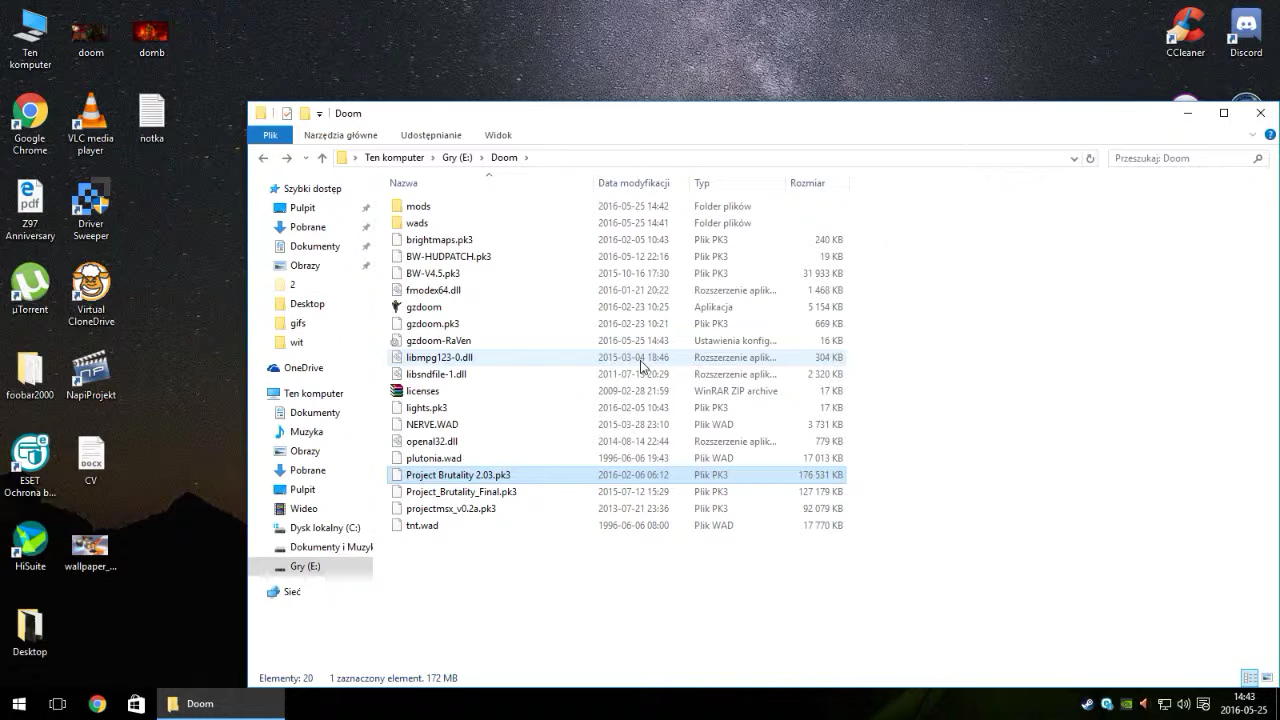 Ten komputer
doom
domb
CCleaner
Discord
Google Chrome
VLC media player
notka
Z97 Anniversary
Driver Sweeper
µTorrent
Virtual CloneDrive
foobar2000
NapiProjekt
ESET Ochrona b...
CV
HiSuite
wallpaper_...
Desktop
Doom
Plik Narzędzia główne Udostępnianie Widok
Ten komputer Gry (E:) Doom
Przeszukaj: Doom
Nazwa Data modyfikacji Typ Rozmiar
Szybki dostęp
Pulpit
Pobrane
Dokumenty
Obrazy
2
Desktop
gifs
wit
OneDrive
Ten komputer
Dokumenty
Muzyka
Obrazy
Pobrane
Pulpit
Wideo
Dysk lokalny (C:)
Dokumenty i Muzyk
Gry (E:)
Sieć
mods 2016-05-25 14:42 Folder plików
wads 2016-05-25 14:41 Folder plików
brightmaps.pk3 2016-02-05 10:43 Plik PK3 240 KB
BW-HUDPATCH.pk3 2016-05-12 22:16 Plik PK3 19 KB
BW-V4.5.pk3 2015-10-16 17:30 Plik PK3 31 933 KB
fmodex64.dll 2016-01-21 20:22 Rozszerzenie aplik... 1 468 KB
gzdoom 2016-02-23 10:25 Aplikacja 5 154 KB
gzdoom.pk3 2016-02-23 10:21 Plik PK3 669 KB
gzdoom-RaVen 2016-05-25 14:43 Ustawienia konfig... 16 KB
libmpg123-0.dll 2015-03-04 18:46 Rozszerzenie aplik... 304 KB
libsndfile-1.dll 20:29 Rozszerzenie aplik... 2 320 KB
licenses 2009-02-28 21:59 WinRAR ZIP archive 17 KB
lights.pk3 2016-02-05 10:43 Plik PK3 17 KB
NERVE.WAD 2015-03-28 23:10 Plik WAD 3 731 KB
openal32.dll 2014-08-14 22:44 Rozszerzenie aplik... 779 KB
plutonia.wad 1996-06-06 19:43 Plik WAD 17 013 KB
Project Brutality 2.03.pk3 2016-02-06 06:12 Plik PK3 176 531 KB
Project_Brutality_Final.pk3 2015-07-12 15:29 Plik PK3 127 179 KB
projectmsx_v0.2a.pk3 2013-07-21 23:36 Plik PK3 92 079 KB
tnt.wad 1996-06-06 08:00 Plik WAD 17 770 KB
Elementy: 20 1 zaznaczony element. 172 MB
Doom
14:43
2016-05-25